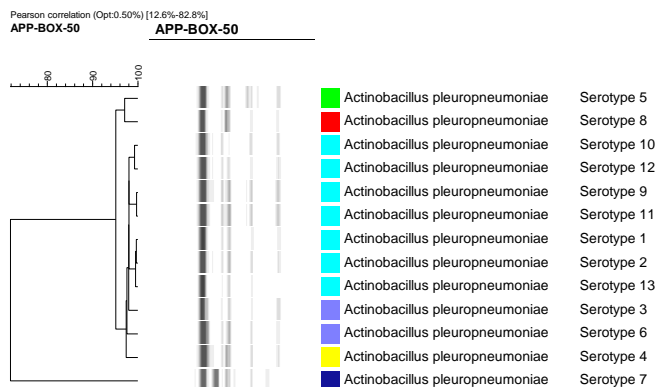 Pearson correlation (Opt:0.50%) [12.6%-82.8%]
APP-BOX-50 APP-BOX-50
80 90 100
Actinobacillus pleuropneumoniae Serotype 5
Actinobacillus pleuropneumoniae Serotype 8
Actinobacillus pleuropneumoniae Serotype 10
Actinobacillus pleuropneumoniae Serotype 12
Actinobacillus pleuropneumoniae Serotype 9
Actinobacillus pleuropneumoniae Serotype 11
Actinobacillus pleuropneumoniae Serotype 1
Actinobacillus pleuropneumoniae Serotype 2
Actinobacillus pleuropneumoniae Serotype 13
Actinobacillus pleuropneumoniae Serotype 3
Actinobacillus pleuropneumoniae Serotype 6
Actinobacillus pleuropneumoniae Serotype 4
Actinobacillus pleuropneumoniae Serotype 7